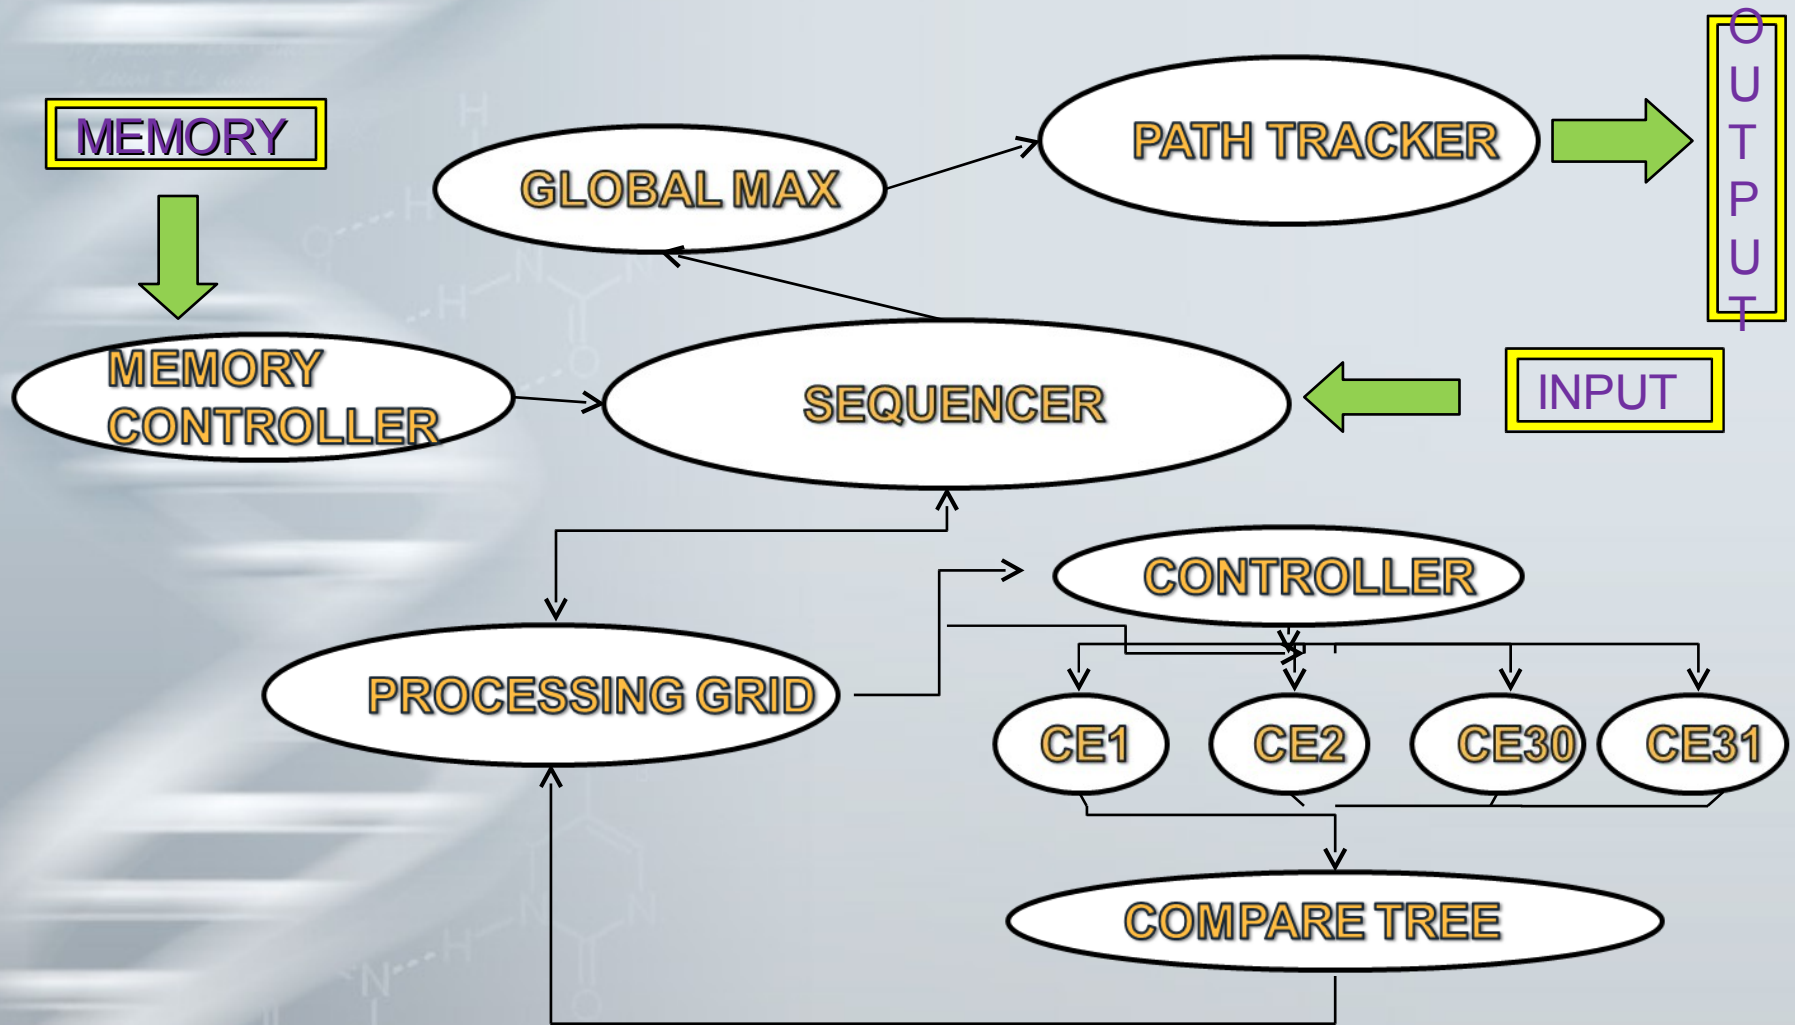 MEMORY
GLOBAL MAX
PATH TRACKER
O
U
T
P
U
T
MEMORY
CONTROLLER
SEQUENCER
INPUT
CONTROLLER
PROCESSING GRID
CE1
CE2
CE30
CE31
COMPARE TREE
H
H
O
N
N
H
O
N
N
H
N
O